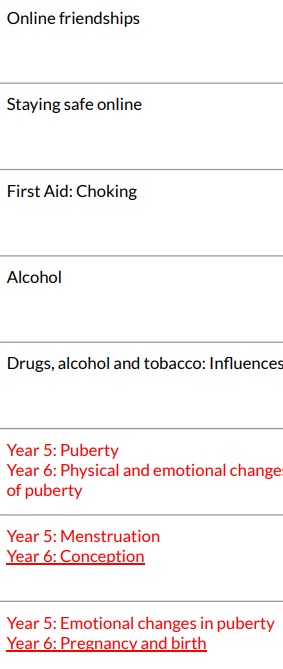 Online friendships
Staying safe online
First Aid: Choking
Alcohol
Drugs, alcohol and tobacco: Influences
Year 5: Puberty
Year 6: Physical and emotional changes
of puberty
Year 5: Menstruation
Year 6: Conception
Year 5: Emotional changes in puberty
Year 6: Pregnancy and birth